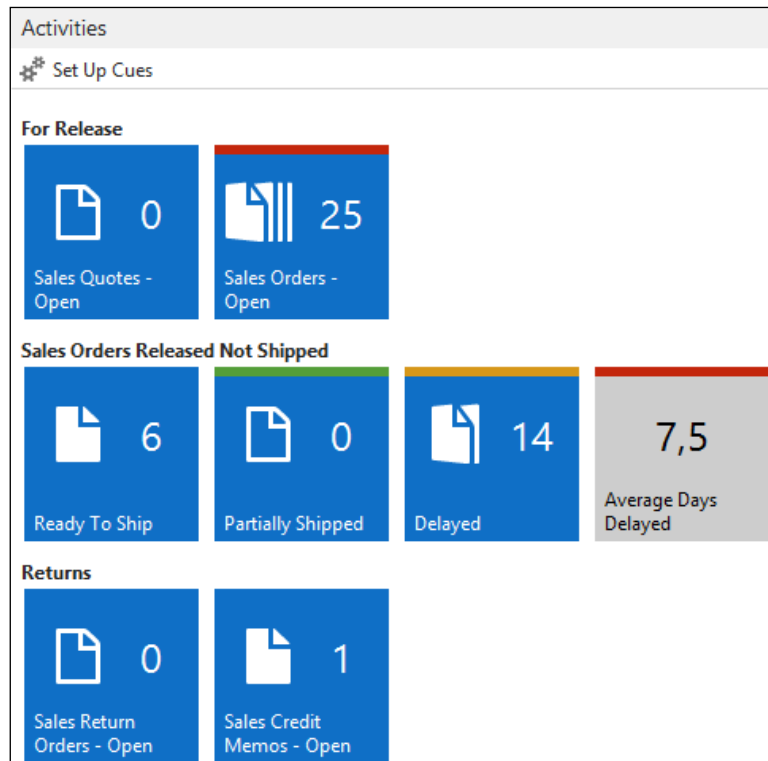 Activities
Set Up Cues
For Release
0
Sales Quotes -
Open
25
Sales Orders -
Open
Sales Orders Released Not Shipped
6
Ready To Ship
0
Partially Shipped
14
Delayed
7,5
Average Days
Delayed
Returns
0
Sales Return
Orders - Open
1
Sales Credit
Memos - Open